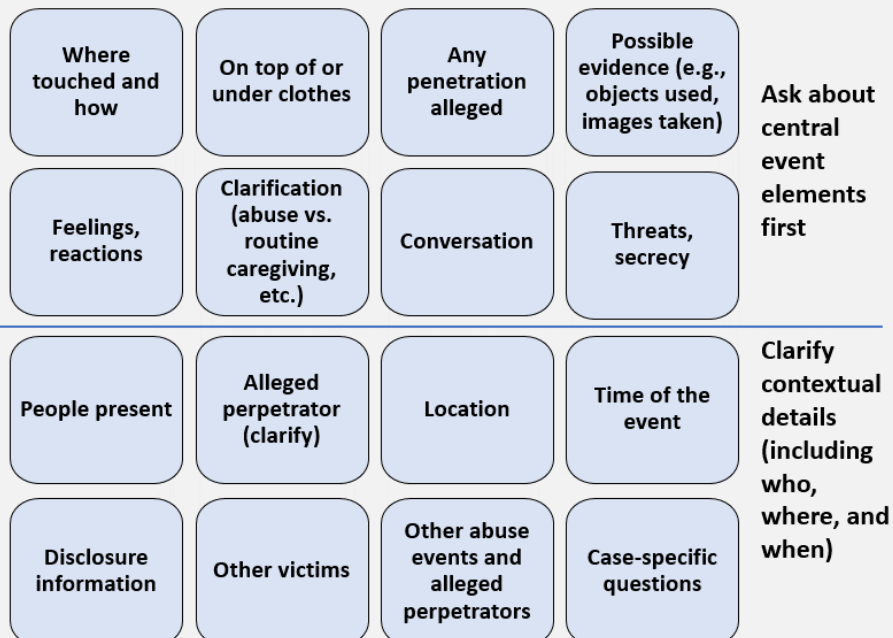 Where
touched and
how
On top of or
under clothes
Any
penetration
alleged
Possible
evidence (e.g.,
objects used,
images taken)
Ask about
central
event
elements
first
Feelings,
reactions
Clarification
(abuse vs.
routine
caregiving,
etc.)
Conversation
Threats,
secrecy
People present
Alleged
perpetrator
(clarify)
Location
Time of the
event
Clarify
contextual
details
(including
who,
where, and
when)
Disclosure
information
Other victims
Other abuse
events and
alleged
perpetrators
Case-specific
questions